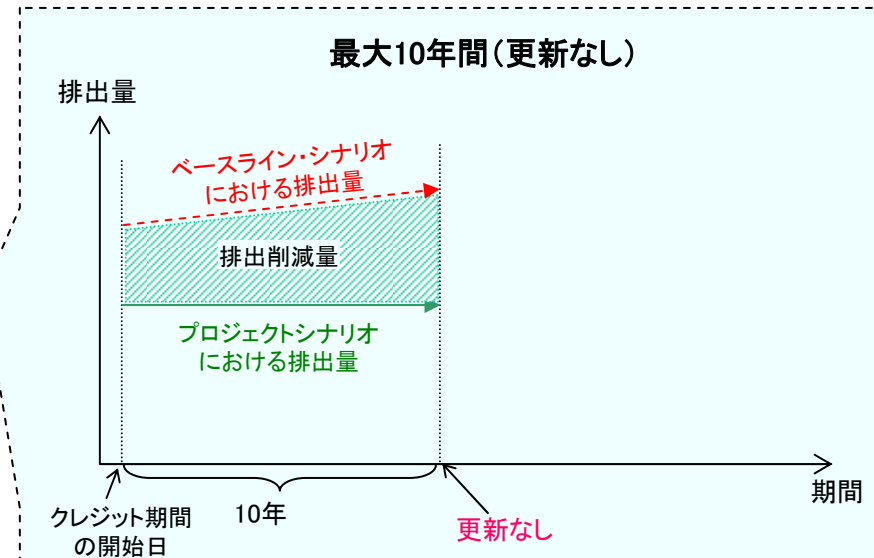 最大10年間(更新なし)
排出量
ベースライン・シナリオ
における排出量
排出削減量
プロジェクトシナリオ
における排出量
期間
クレジット期間
の開始日
10年
更新なし